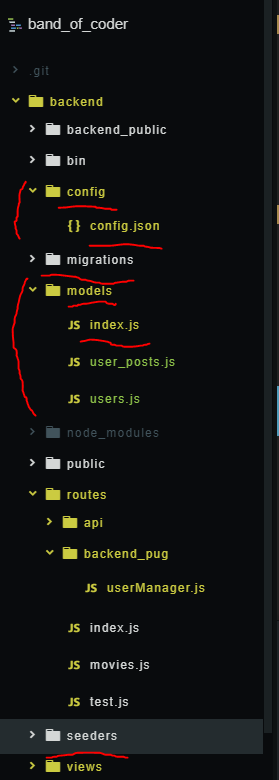 band_of_coder
.git
backend
backend_public
bin
config
{ } config.json
migrations
models
JS index.js
JS user_posts.js
JS users.js
node_modules
public
routes
api
backend_pug
JS userManager.js
JS index.js
JS movies.js
JS test.js
seeders
views